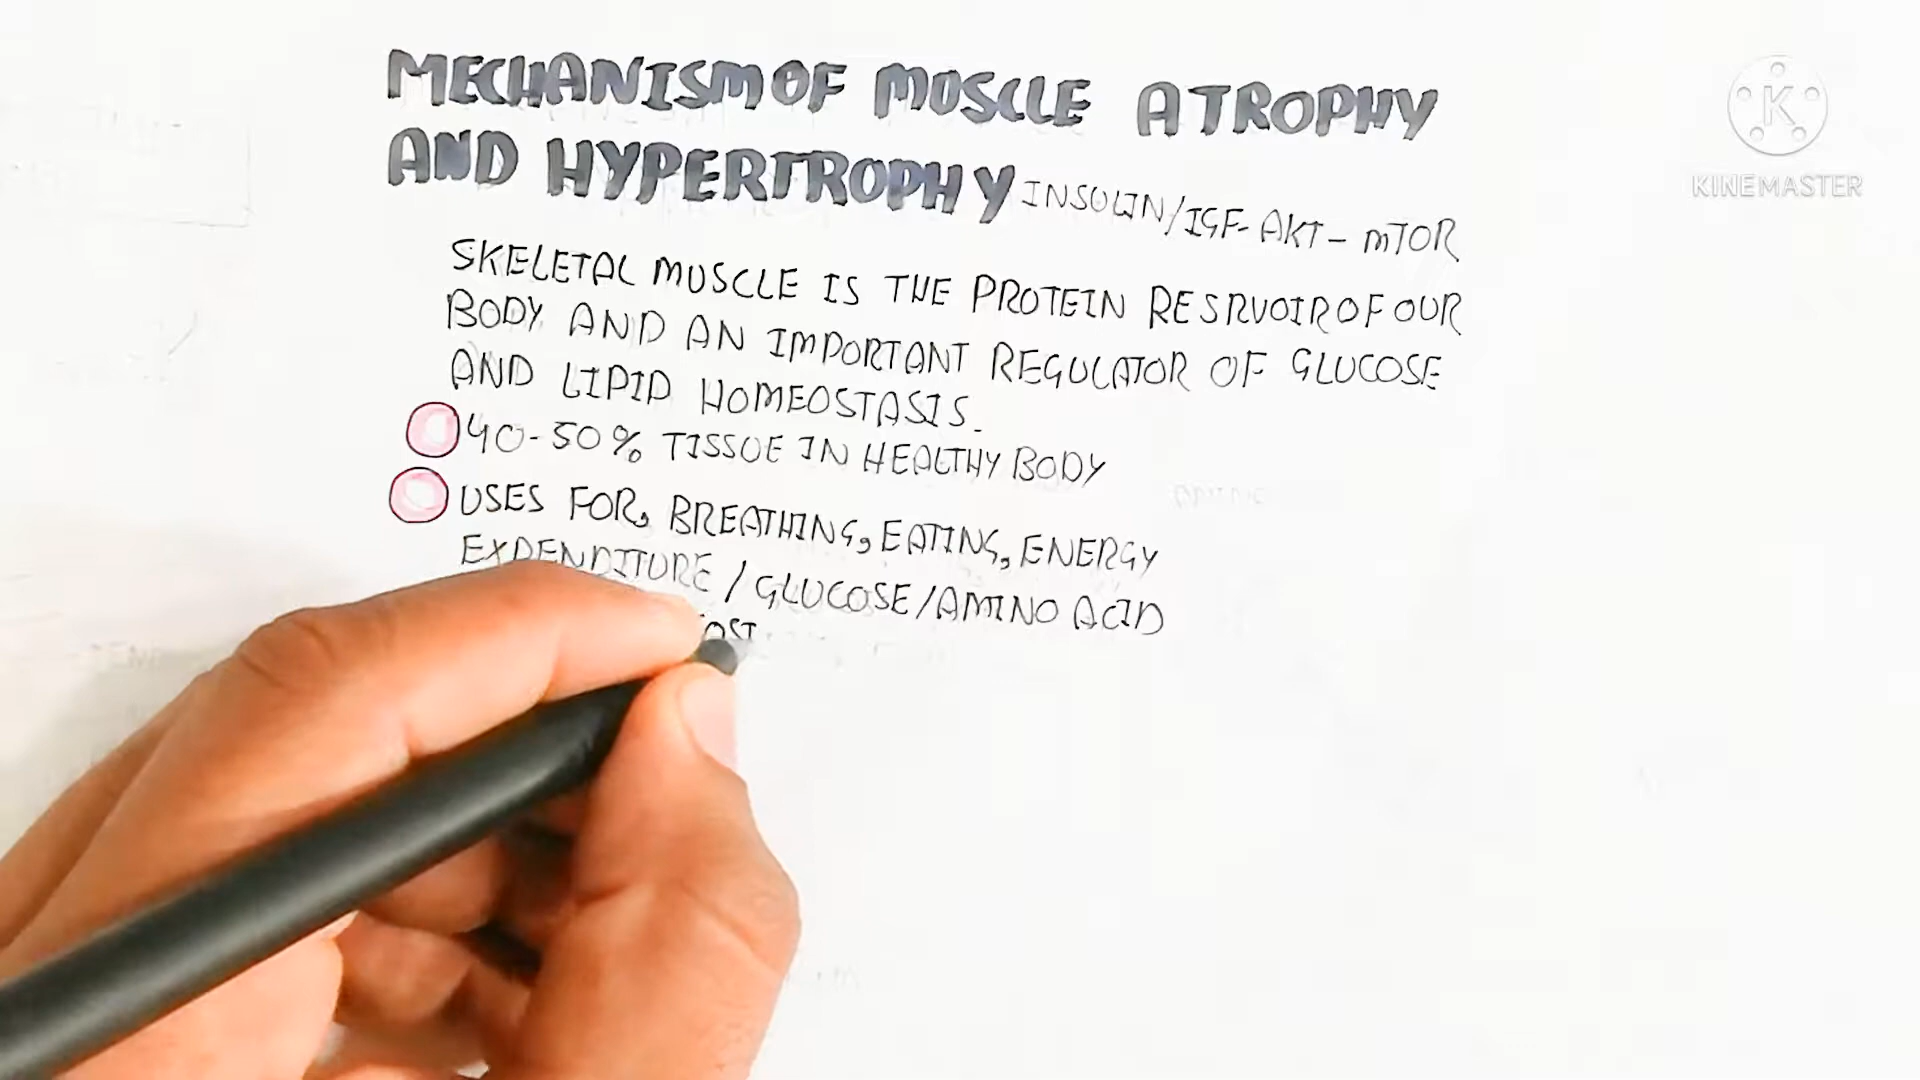 MECHANISM OF MUSCLE ATROPHY
AND HYPERTROPHY INSULIN/IGF-AKT-mTOR
SKELETAL MUSCLE IS THE PROTEIN RESRVOIR OF OUR
BODY AND AN IMPORTANT REGULATOR OF GLUCOSE
AND LIPID HOMEOSTASIS.
40-50% TISSUE IN HEALTHY BODY
USES FOR, BREATHING, EATING, ENERGY
EXPENDITURE / GLUCOSE/AMINO ACID
KINEMASTER